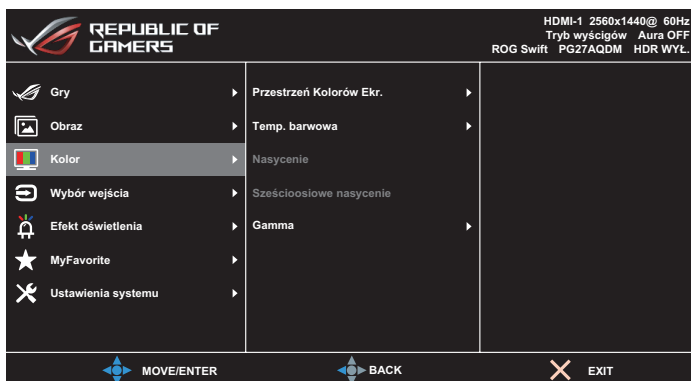 REPUBLIC OF
GAMERS
HDMI-1 2560x1440@ 60Hz
Tryb wyścigów Aura OFF
ROG Swift PG27AQDM HDR WYŁ.
Gry
Obraz
Kolor
Wybór wejścia
Efekt oświetlenia
MyFavorite
Ustawienia systemu
Przestrzeń Kolorów Ekr.
Temp. barwowa
Nasycenie
Sześcioosiowe nasycenie
Gamma
MOVE/ENTER
BACK
EXIT